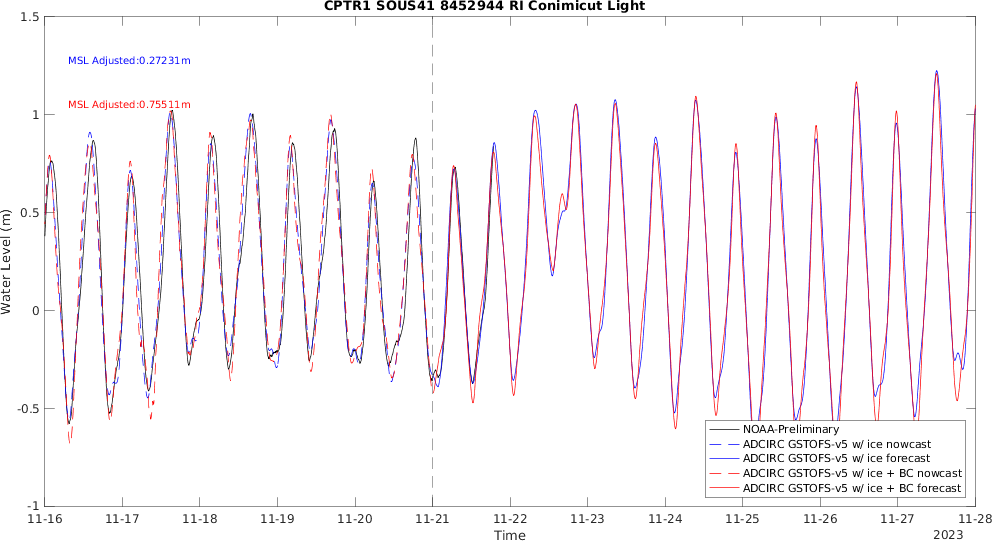 CPTR1 SOUS41 8452944 RI Conimicut Light
1.5
MSL Adjusted:0.27231m
MSL Adjusted:0.75511m
1
0.5
0
-0.5
-1
Water Level (m)
NOAA-Preliminary
ADCIRC GSTOFS-v5 w/ ice nowcast
ADCIRC GSTOFS-v5 w/ ice forecast
ADCIRC GSTOFS-v5 w/ ice + BC nowcast
ADCIRC GSTOFS-v5 w/ ice + BC forecast
11-16 11-17 11-18 11-19 11-20 11-21 11-22 11-23 11-24 11-25 11-26 11-27 11-28
Time
2023